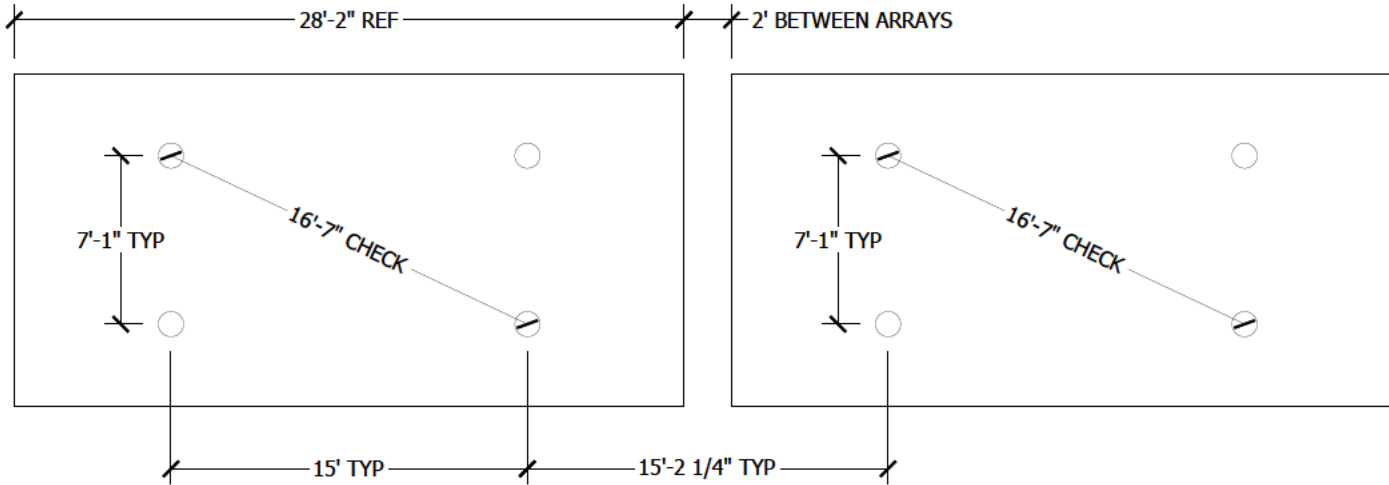 28'-2" REF
2' BETWEEN ARRAYS
7'-1" TYP
16'-7" CHECK
7'-1" TYP
16'-7" CHECK
15' TYP
15'-2 1/4" TYP